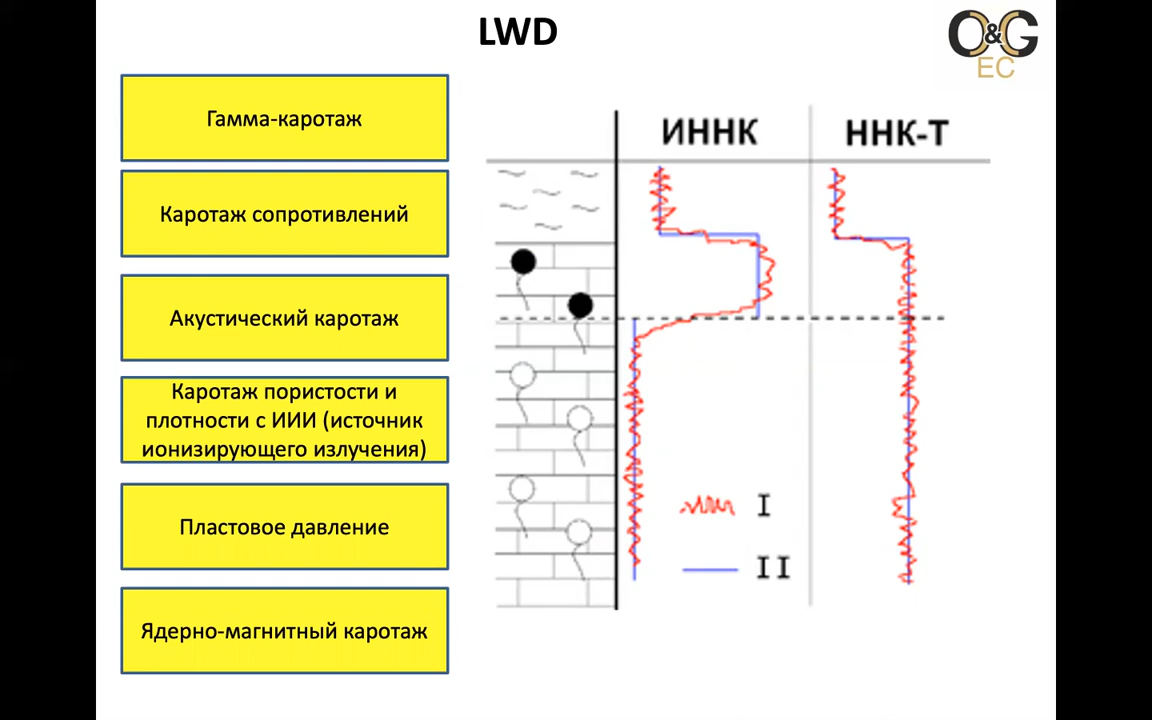 LWD
O&G
EC
Гамма-каротаж
Каротаж сопротивлений
Акустический каротаж
Каротаж пористости и
плотности с ИИИ (источник
ионизирующего излучения)
Пластовое давление
Ядерно-магнитный каротаж
ИННК
ННК-Т
I
II